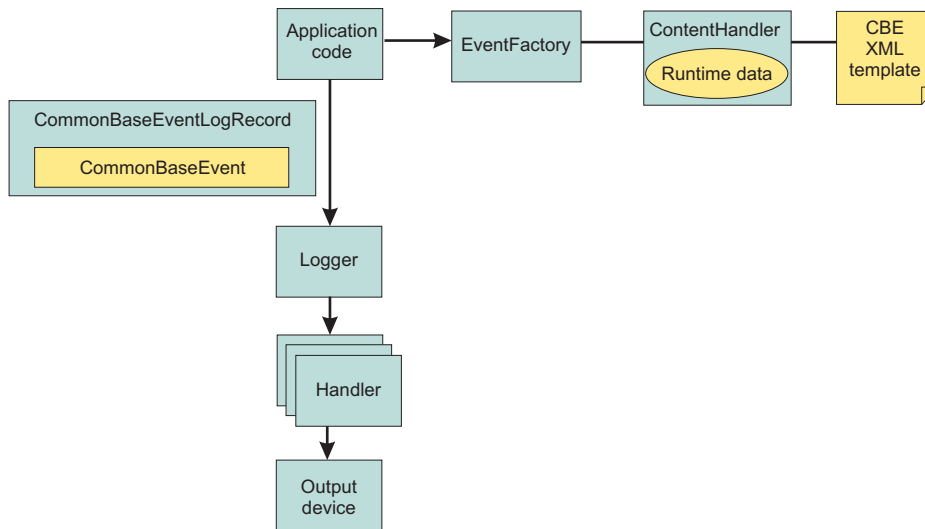 Application
code
EventFactory
ContentHandler
Runtime data
CBE
XML
template
CommonBaseEventLogRecord
CommonBaseEvent
Logger
Handler
Output
device